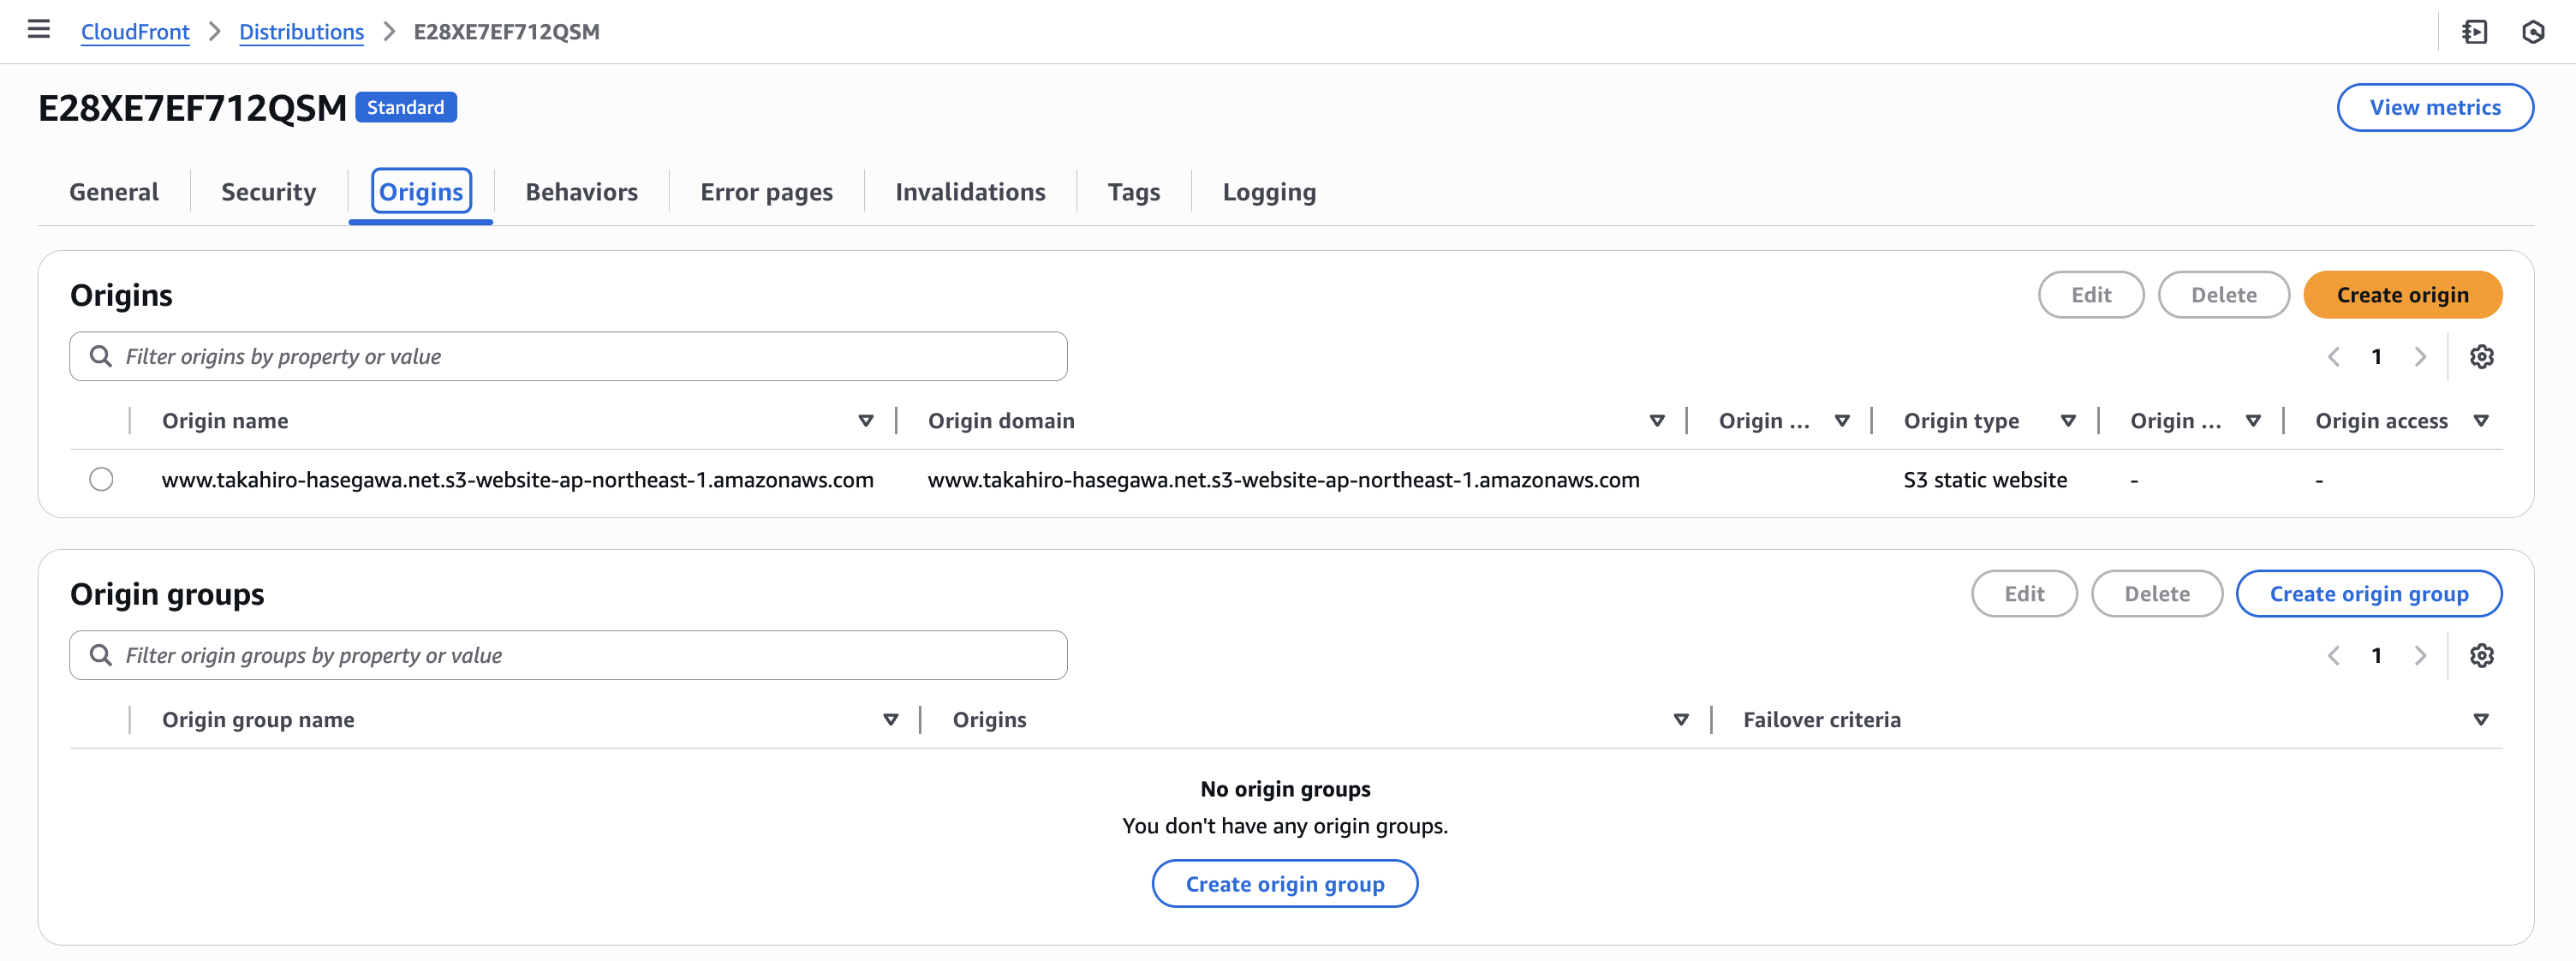 CloudFront > Distributions > E28XE7EF712QSM
E28XE7EF712QSM Standard View metrics
General Security Origins Behaviors Error pages Invalidations Tags Logging
Origins Edit Delete Create origin
Filter origins by property or value 1
Origin name Origin domain Origin ... Origin type Origin ... Origin access
www.takahiro-hasegawa.net.s3-website-ap-northeast-1.amazonaws.com www.takahiro-hasegawa.net.s3-website-ap-northeast-1.amazonaws.com S3 static website - -
Origin groups Edit Delete Create origin group
Filter origin groups by property or value 1
Origin group name Origins Failover criteria
No origin groups
You don't have any origin groups.
Create origin group